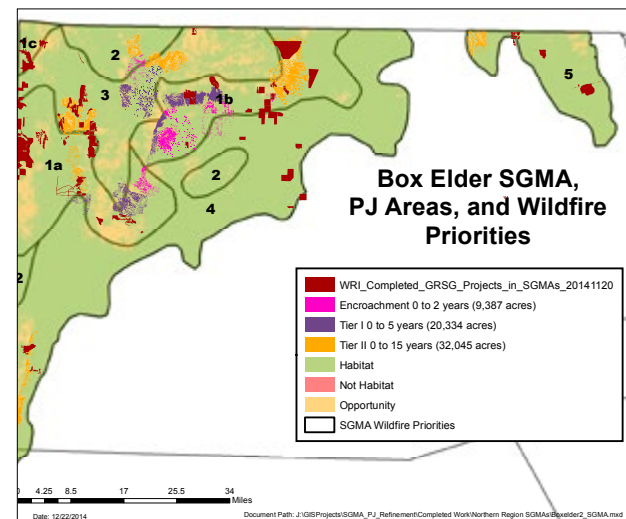 1c
2
3
1b
5
1a
2
4
Box Elder SGMA,
PJ Areas, and Wildfire
Priorities
WRI_Completed_GRSG_Projects_in_SGMAs_20141120
Encroachment 0 to 2 years (9,387 acres)
Tier I 0 to 5 years (20,334 acres)
Tier II 0 to 15 years (32,045 acres)
Habitat
Not Habitat
Opportunity
SGMA Wildfire Priorities
2
0 4.25 8.5 17 25.5 34
Miles
Date: 12/22/2014
Document Path: J:\GISProjects\SGMA_PJ_Refinement\Completed Work\Northern Region SGMAs\Boxelder2_SGMA.mxd